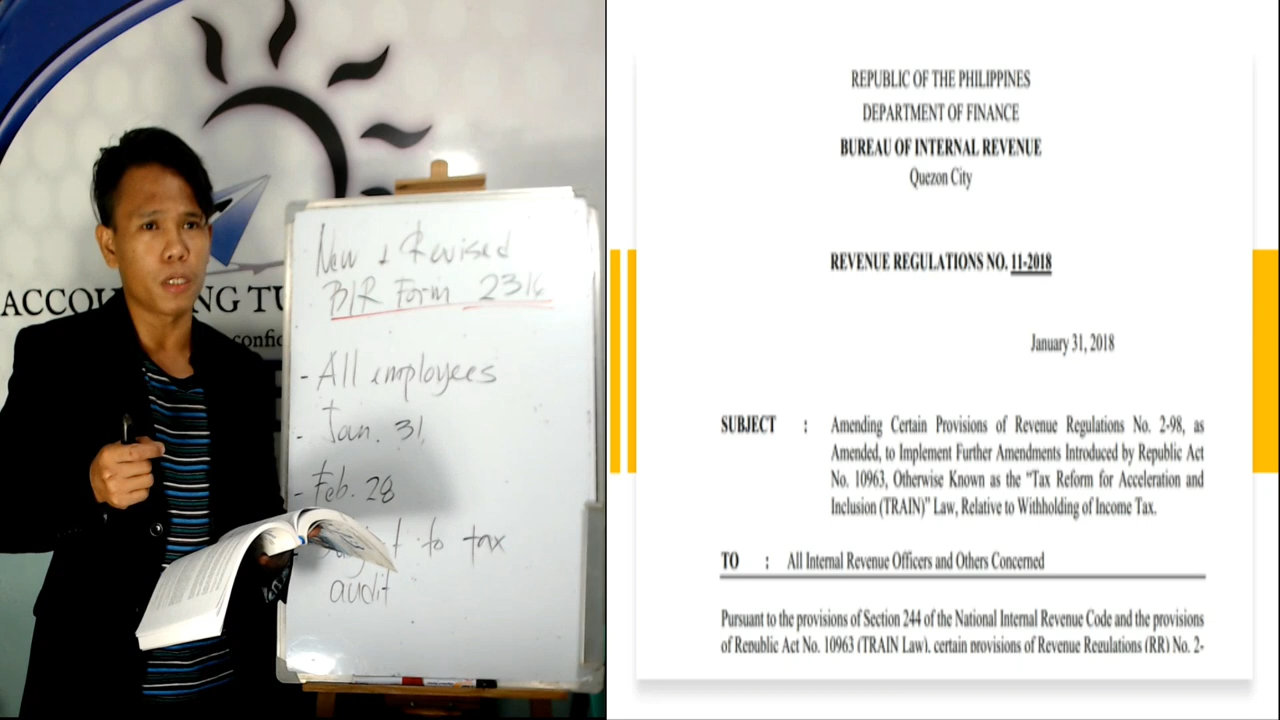 ACCOU NG TU
New & Revised
BIR Form 2316
- All employees
- Jan. 31
- Feb. 28
to tax
audit
REPUBLIC OF THE PHILIPPINES
DEPARTMENT OF FINANCE
BUREAU OF INTERNAL REVENUE
Quezon City
REVENUE REGULATIONS NO. 11-2018
January 31, 2018
SUBJECT : Amending Certain Provisions of Revenue Regulations No. 2-98, as
Amended, to Implement Further Amendments Introduced by Republic Act
No. 10963, Otherwise Known as the “Tax Reform for Acceleration and
Inclusion (TRAIN)” Law, Relative to Withholding of Income Tax.
TO : All Internal Revenue Officers and Others Concerned
Pursuant to the provisions of Section 244 of the National Internal Revenue Code and the provisions
of Republic Act No. 10963 (TRAIN Law), certain provisions of Revenue Regulations (RR) No. 2-